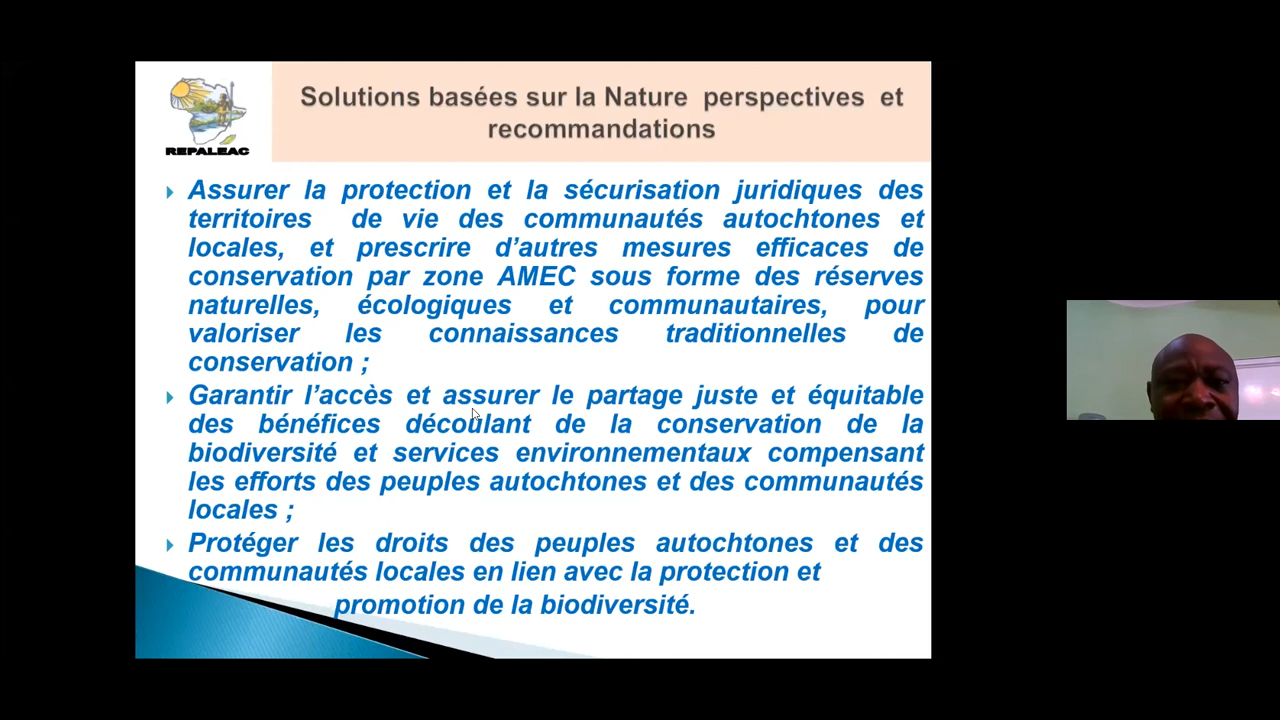 REPALEAC
Solutions basées sur la Nature perspectives et
recommandations
Assurer la protection et la sécurisation juridiques des
territoires de vie des communautés autochtones et
locales, et prescrire d’autres mesures efficaces de
conservation par zone AMEC sous forme des réserves
naturelles, écologiques et communautaires, pour
valoriser les connaissances traditionnelles de
conservation ;
Garantir l’accès et assurer le partage juste et équitable
des bénéfices découlant de la conservation de la
biodiversité et services environnementaux compensant
les efforts des peuples autochtones et des communautés
locales ;
Protéger les droits des peuples autochtones et des
communautés locales en lien avec la protection et
promotion de la biodiversité.